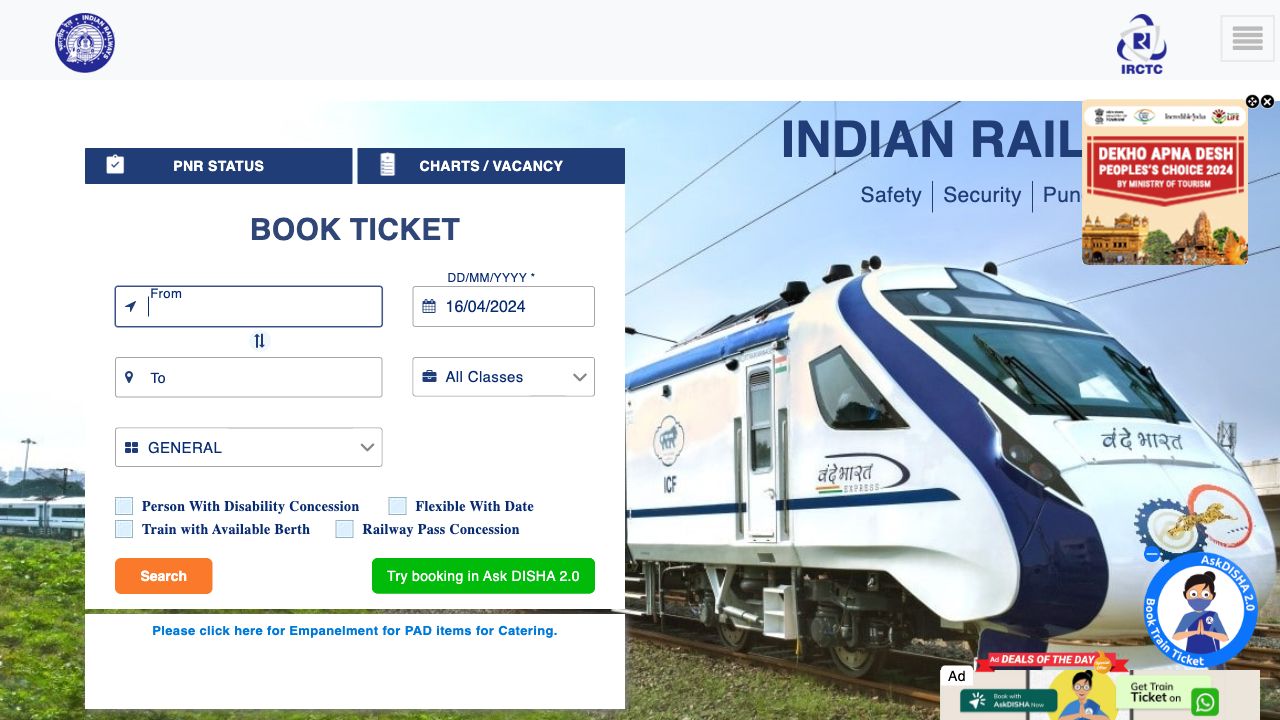 INDIAN RAILWAYS
IRCTC
INDIAN RAIL
Safety
Security
Pun
Incredible!ndia
LIFE
DEKHO APNA DESH
PEOPLES'S CHOICE 2024
BY MINISTRY OF TOURISM
PNR STATUS
CHARTS / VACANCY
BOOK TICKET
From
DD/MM/YYYY *
16/04/2024
To
All Classes
GENERAL
Person With Disability Concession
Flexible With Date
Train with Available Berth
Railway Pass Concession
Search
Try booking in Ask DISHA 2.0
Please click here for Empanelment for PAD items for Catering.
ICF
वंदे भारत
EXPRESS
वंदे भारत
AskDISHA 2.0
Book Train Ticket
Ad
Ad DEALS OF THE DAY
Book with
AskDISHA Now
Get Train
Ticket on